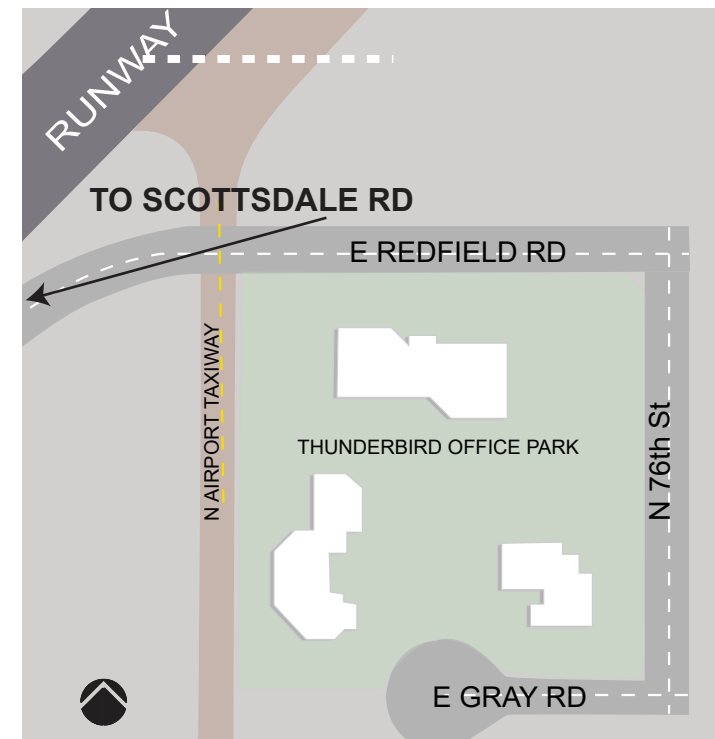 RUNWAY
TO SCOTTSDALE RD
E REDFIELD RD
N AIRPORT TAXIWAY
THUNDERBIRD OFFICE PARK
N 76th St
E GRAY RD